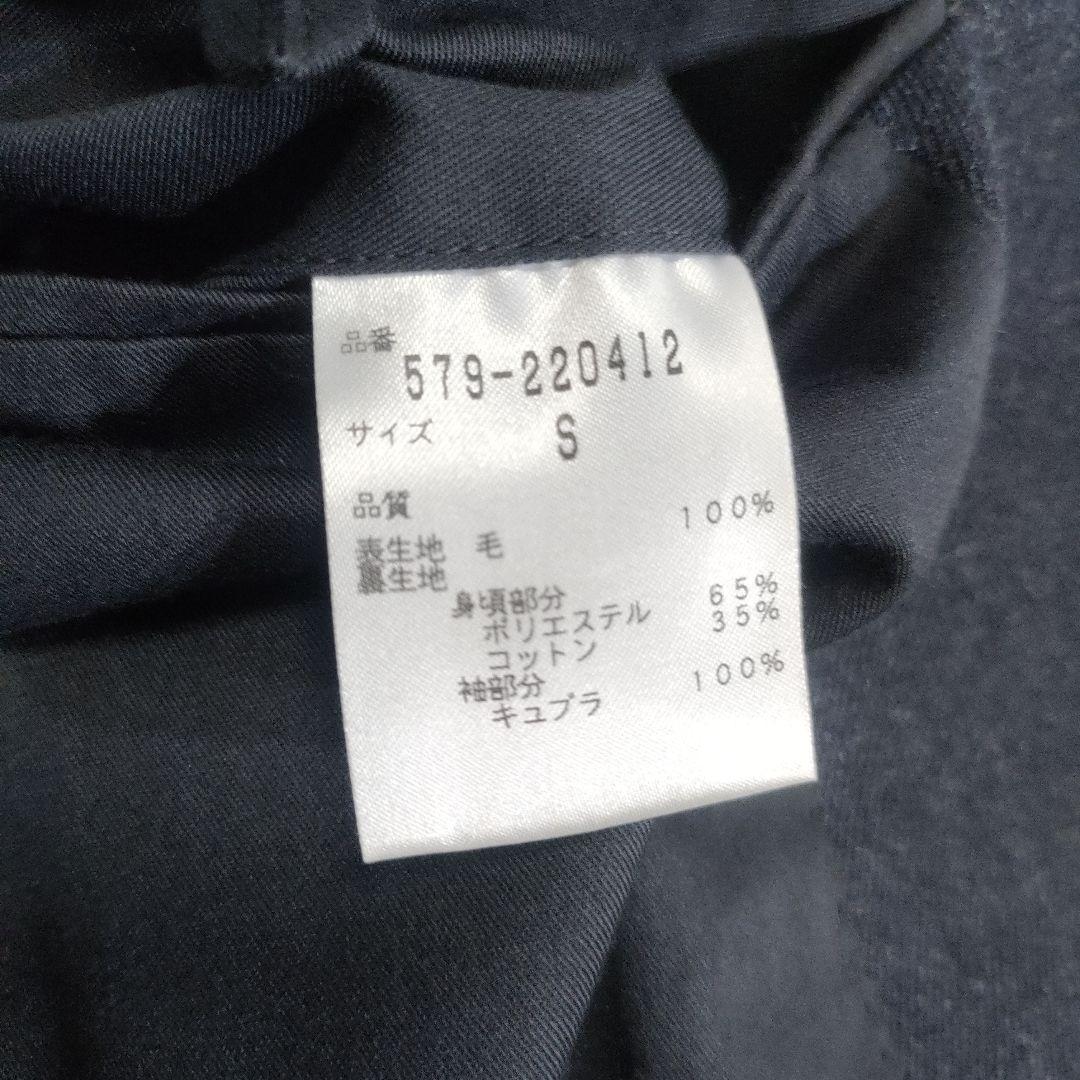 品番
579-220412
サイズ S
品質
表生地 毛 100%
裏生地
身頃部分
ポリエステル 65%
コットン 35%
袖部分
キュプラ 100%